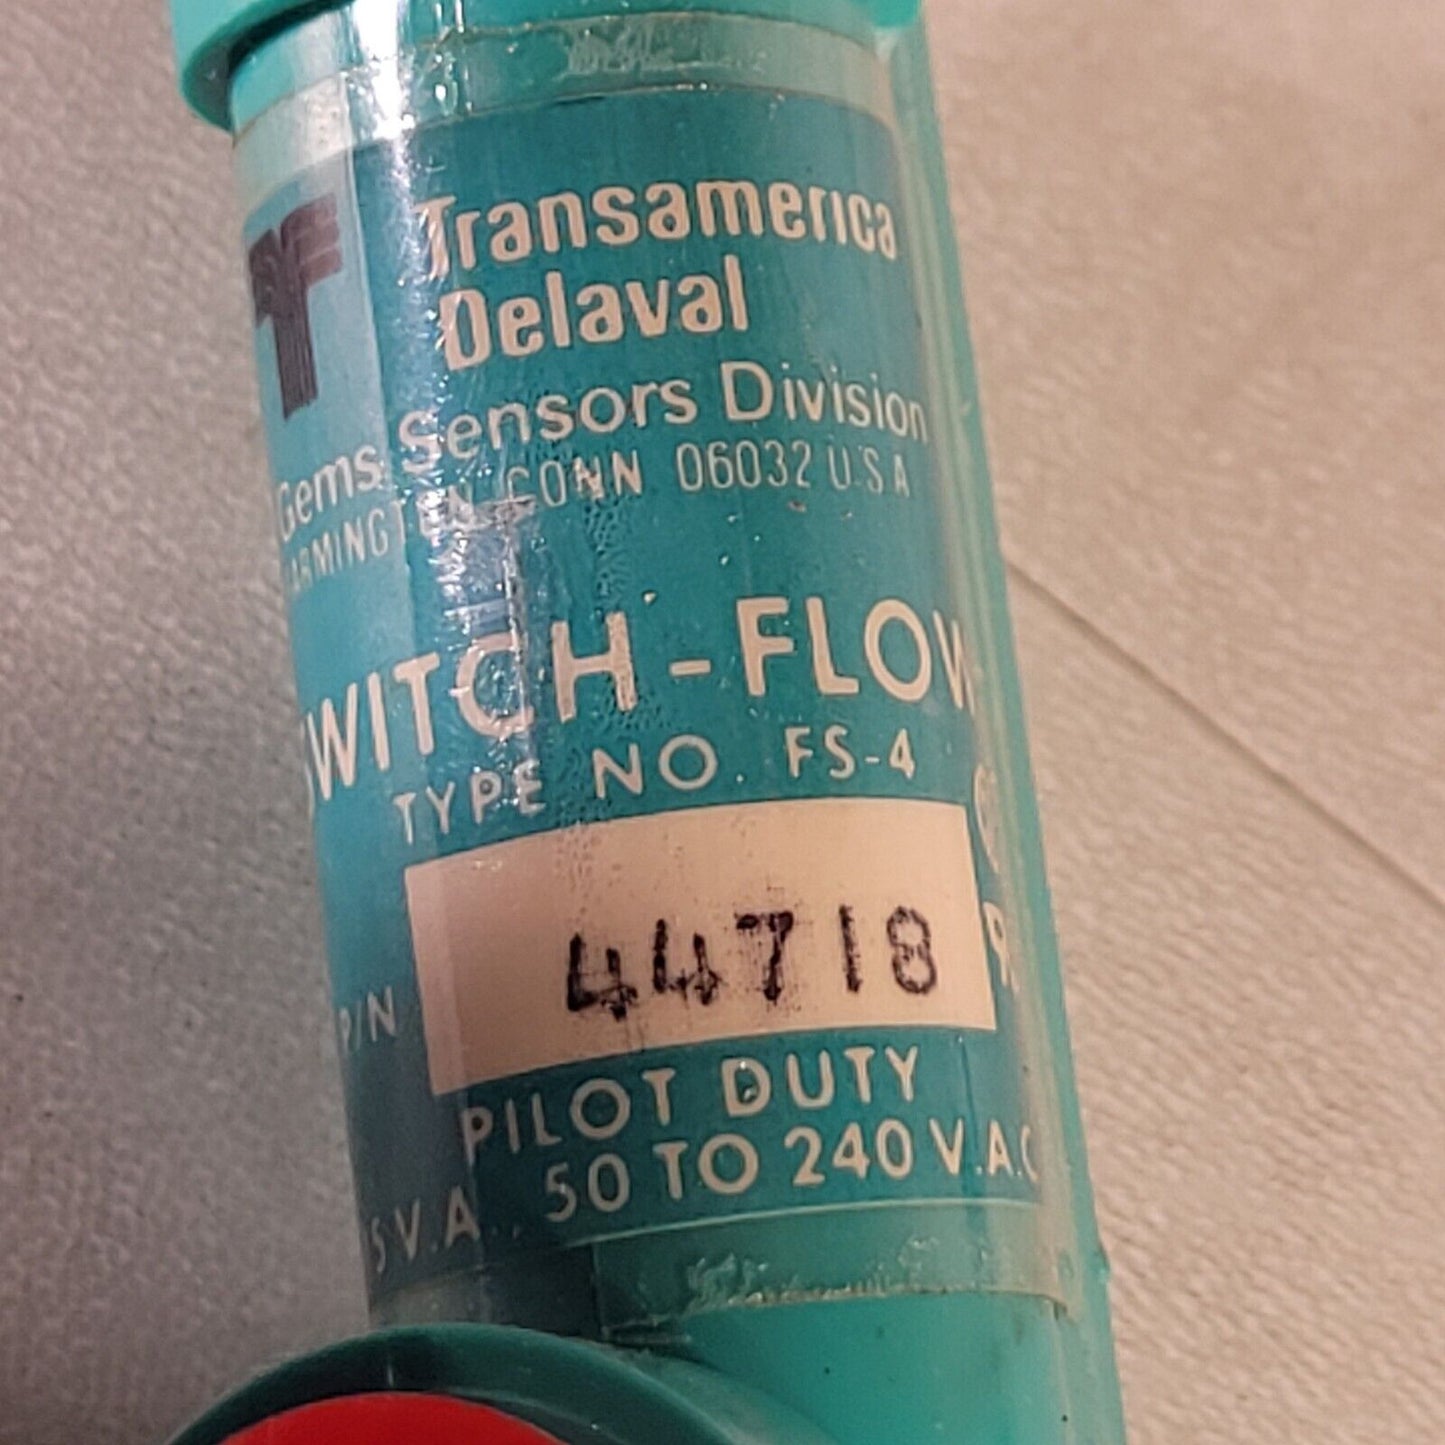 Transamerica
Delaval
Gems Sensors Division
FARMINGTON, CONN 06032 U.S.A
SWITCH-FLOW
TYPE NO. FS-4
P/N 44718
PILOT DUTY
V.A. 50 TO 240 V.A.C